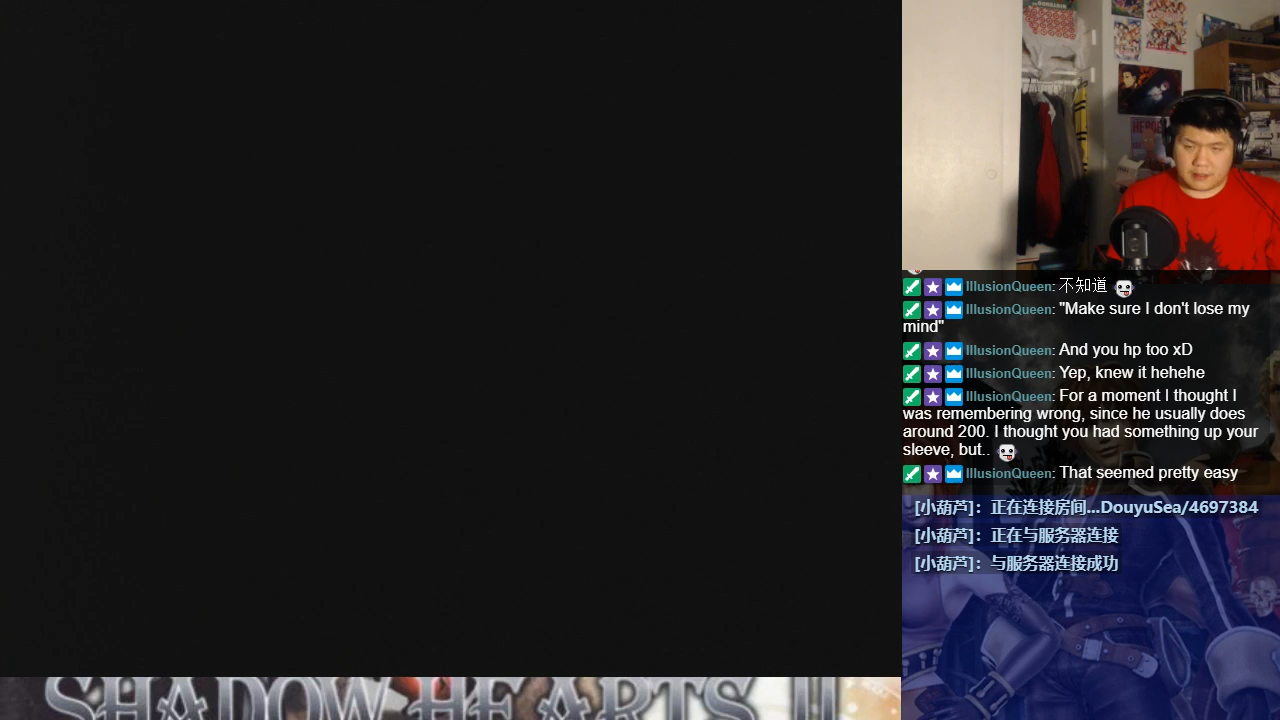 HEROE
IllusionQueen: 不知道
IllusionQueen: "Make sure I don't lose my
mind"
IllusionQueen: And you hp too xD
IllusionQueen: Yep, knew it hehehe
IllusionQueen: For a moment I thought I
was remembering wrong, since he usually does
around 200. I thought you had something up your
sleeve, but..
IllusionQueen: That seemed pretty easy
[小葫芦]: 正在连接房间...DouyuSea/4697384
[小葫芦]: 正在与服务器连接
[小葫芦]: 与服务器连接成功
SHADOW HEARTS II